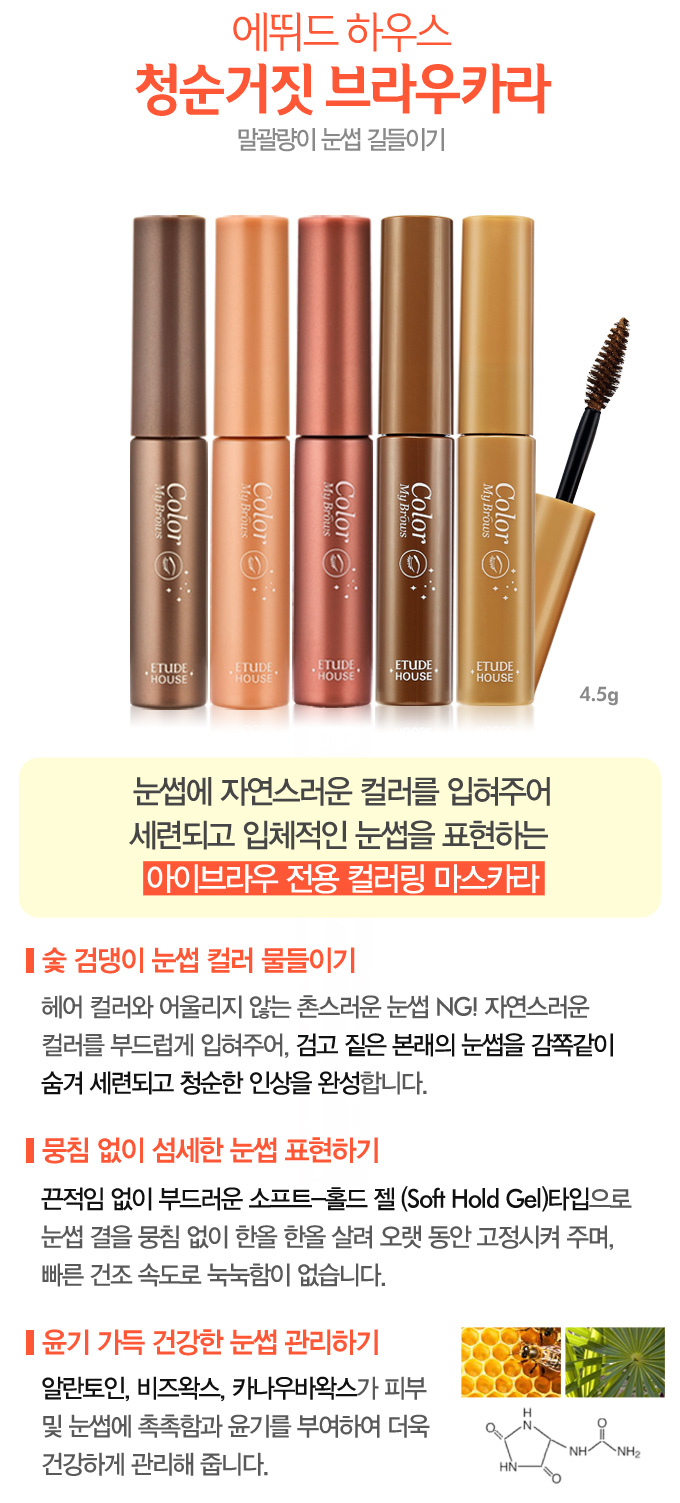 에뛰드 하우스
청순거짓 브라우카라
말괄량이 눈썹 길들이기
Color
My Brows
ETUDE
HOUSE
Color
My Brows
ETUDE
HOUSE
Color
My Brows
ETUDE
HOUSE
Color
My Brows
ETUDE
HOUSE
Color
My Brows
ETUDE
HOUSE
4.5g
눈썹에 자연스러운 컬러를 입혀주어
세련되고 입체적인 눈썹을 표현하는
아이브라우 전용 컬러링 마스카라
숯 검댕이 눈썹 컬러 물들이기
헤어 컬러와 어울리지 않는 촌스러운 눈썹 NG! 자연스러운
컬러를 부드럽게 입혀주어, 검고 짙은 본래의 눈썹을 감쪽같이
숨겨 세련되고 청순한 인상을 완성합니다.
뭉침 없이 섬세한 눈썹 표현하기
끈적임 없이 부드러운 소프트-홀드 젤 (Soft Hold Gel)타입으로
눈썹 결을 뭉침 없이 한올 한올 살려 오랫 동안 고정시켜 주며,
빠른 건조 속도로 눅눅함이 없습니다.
윤기 가득 건강한 눈썹 관리하기
알란토인, 비즈왁스, 카나우바왁스가 피부
및 눈썹에 촉촉함과 윤기를 부여하여 더욱
건강하게 관리해 줍니다.
H
N
O
O
NH
NH2
HN
O